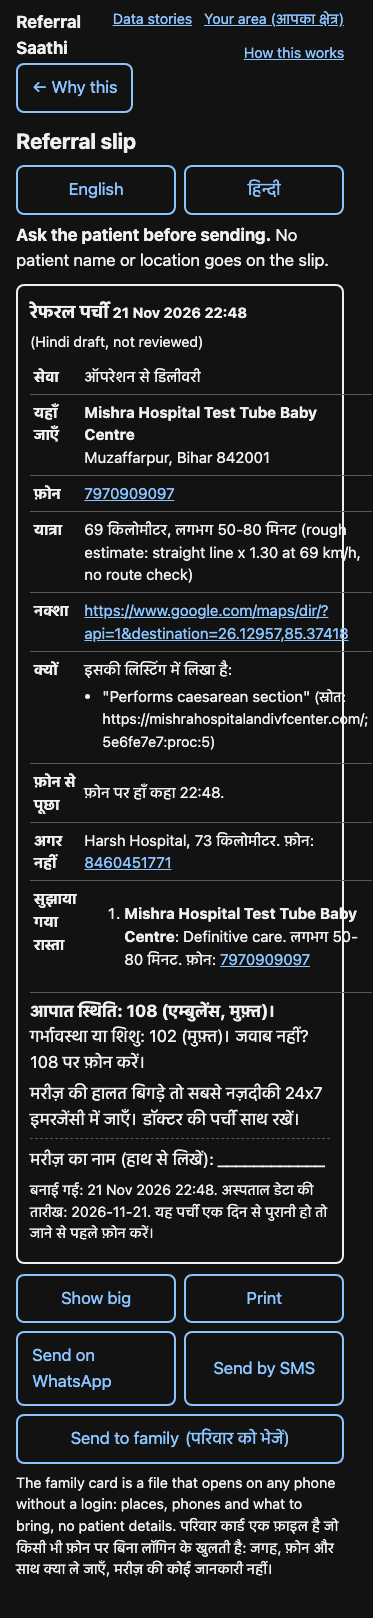 Referral Saathi
Data stories
Your area (आपका क्षेत्र)
How this works
← Why this
Referral slip
English
हिन्दी
Ask the patient before sending. No
patient name or location goes on the slip.
रेफरल पर्ची 21 Nov 2026 22:48
(Hindi draft, not reviewed)
सेवा ऑपरेशन से डिलीवरी
यहाँ जाएँ Mishra Hospital Test Tube Baby
Centre
Muzaffarpur, Bihar 842001
फ़ोन 7970909097
यात्रा 69 किलोमीटर, लगभग 50-80 मिनट (rough
estimate: straight line x 1.30 at 69 km/h,
no route check)
नक्शा https://www.google.com/maps/dir/?
api=1&destination=26.12957,85.37418
क्यों इसकी लिस्टिंग में लिखा है:
• "Performs caesarean section" (स्रोत:
https://mishrahospitalandivfcenter.com/;
5e6fe7e7:proc:5)
फ़ोन से पूछा फ़ोन पर हाँ कहा 22:48.
अगर नहीं Harsh Hospital, 73 किलोमीटर. फ़ोन:
8460451771
सुझाया गया रास्ता 1. Mishra Hospital Test Tube Baby
Centre: Definitive care. लगभग 50-
80 मिनट. फ़ोन: 7970909097
आपात स्थिति: 108 (एम्बुलेंस, मुफ़्त)।
गर्भावस्था या शिशु: 102 (मुफ़्त)। जवाब नहीं?
108 पर फ़ोन करें।
मरीज़ की हालत बिगड़े तो सबसे नज़दीकी 24x7
इमरजेंसी में जाएँ। डॉक्टर की पर्ची साथ रखें।
मरीज़ का नाम (हाथ से लिखें): _____________
बनाई गई: 21 Nov 2026 22:48. अस्पताल डेटा की
तारीख: 2026-11-21. यह पर्ची एक दिन से पुरानी हो तो
जाने से पहले फ़ोन करें।
Show big
Print
Send on
WhatsApp
Send by SMS
Send to family (परिवार को भेजें)
The family card is a file that opens on any phone
without a login: places, phones and what to
bring, no patient details. परिवार कार्ड एक फ़ाइल है जो
किसी भी फ़ोन पर बिना लॉगिन के खुलती है: जगह, फ़ोन और
साथ क्या ले जाएँ, मरीज़ की कोई जानकारी नहीं।